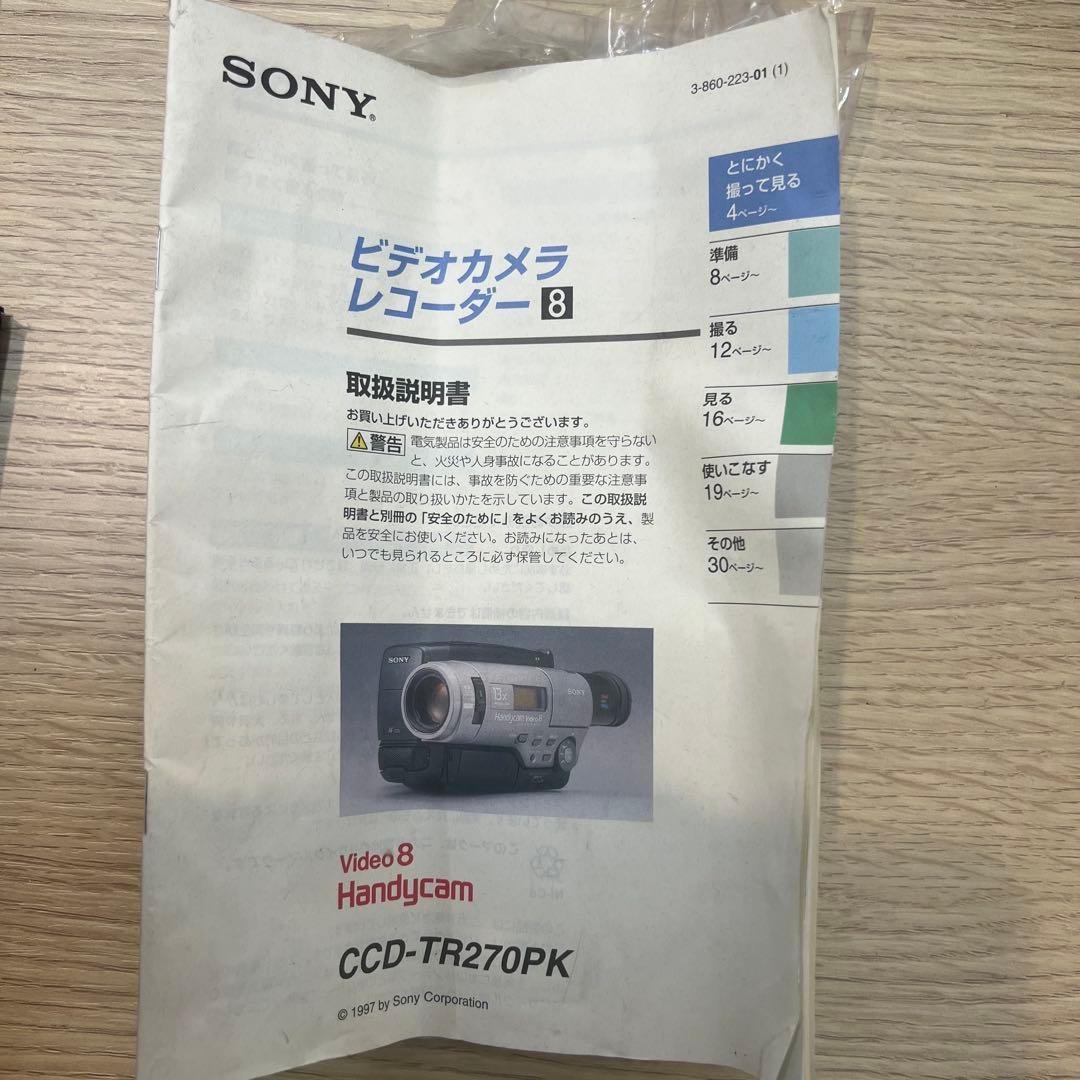 SONY®
3-860-223-01 (1)
とにかく
撮って見る
4ページ〜
準備
8ページ〜
撮る
12ページ〜
見る
16ページ〜
使いこなす
19ページ〜
その他
30ページ〜
ビデオカメラ
レコーダー 8
取扱説明書
お買い上げいただきありがとうございます。
警告 電気製品は安全のための注意事項を守らない
と、火災や人身事故になることがあります。
この取扱説明書には、事故を防ぐための重要な注意事
項と製品の取り扱いかたを示しています。この取扱説
明書と別冊の「安全のために」をよくお読みのうえ、製
品を安全にお使いください。お読みになったあとは、
いつでも見られるところに必ず保管してください。
SONY
13x
SONY
Handycam Video 8
Video 8
Handycam
CCD-TR270PK
© 1997 by Sony Corporation